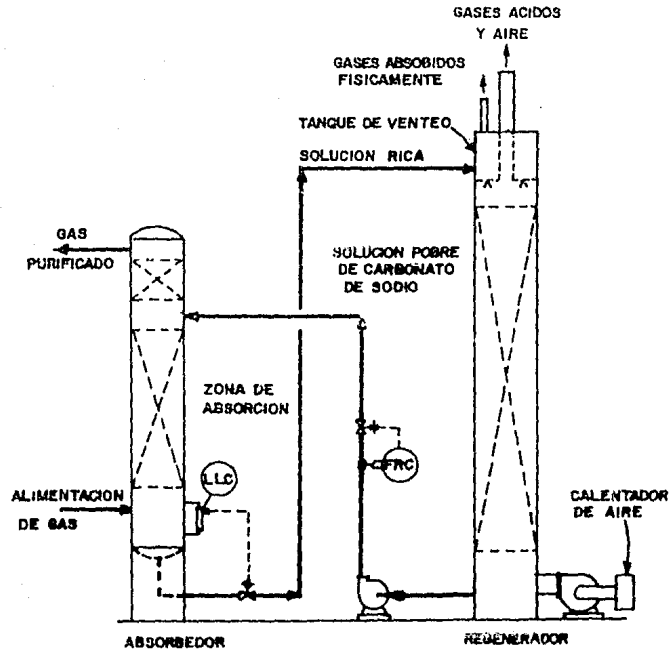 GASES ACIDOS
Y AIRE
GASES ABSOBIDOS
FISICAMENTE
TANQUE DE VENTEO
SOLUCION RICA
GAS
PURIFICADO
SOLUCION POBRE
DE CARBONATO
DE SODIO
ZONA DE
ABSORCION
LLC
FRC
ALIMENTACION
DE GAS
CALENTADOR
DE AIRE
ABSORBEDOR
REGENERADOR